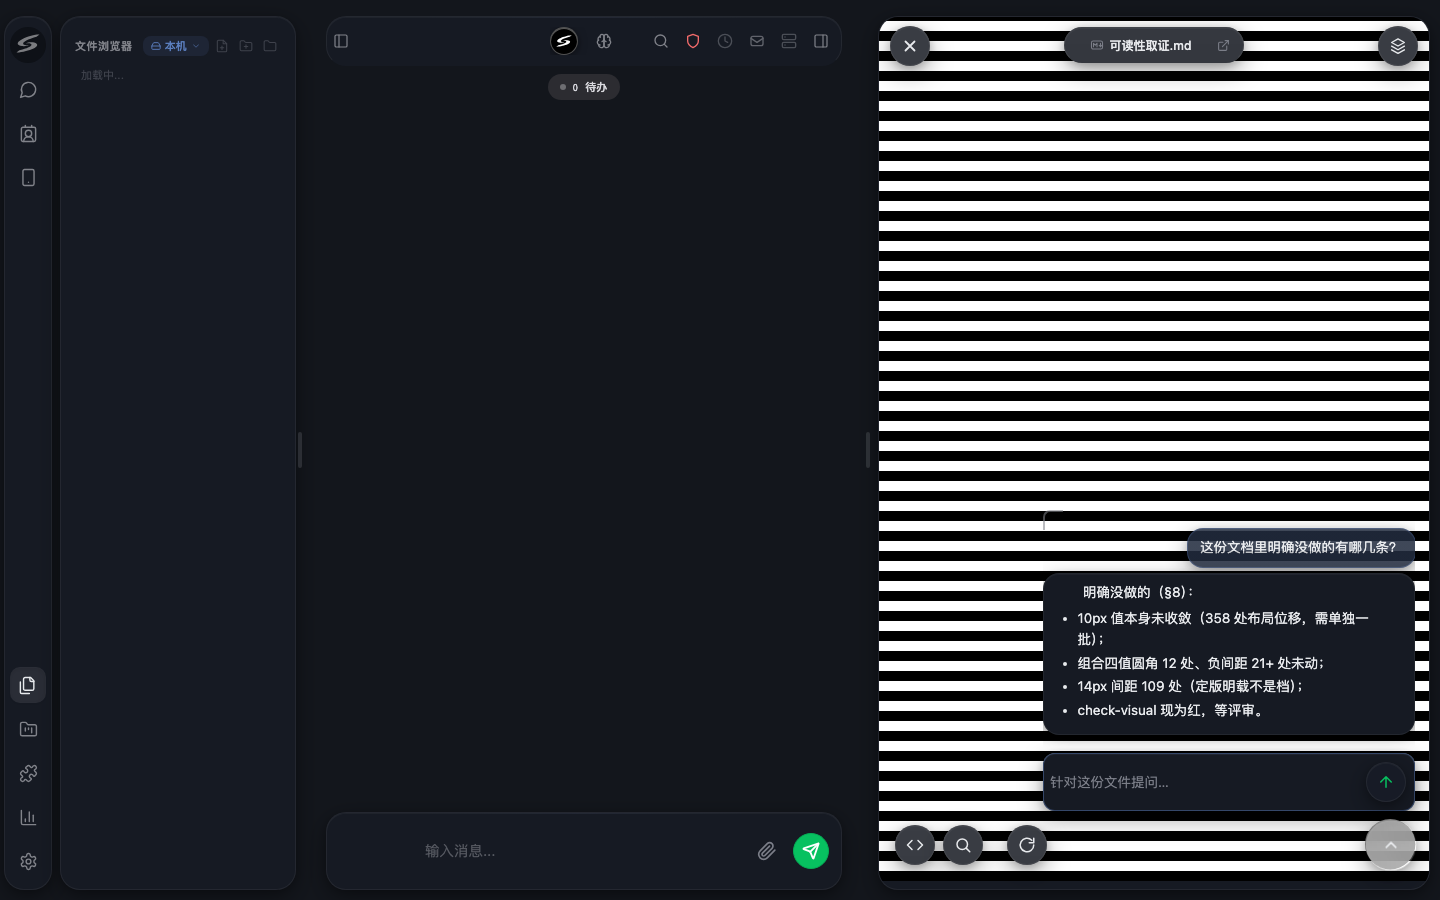 文件浏览器
本机
加载中...
0 待办
可读性取证.md
这份文档里明确没做的有哪几条?
明确没做的（§8）：
• 10px 值本身未收敛（358 处布局位移，需单独一
批）；
• 组合四值圆角 12 处、负间距 21+ 处未动；
• 14px 间距 109 处（定版明载不是档）；
• check-visual 现为红，等评审。
针对这份文件提问...
输入消息...